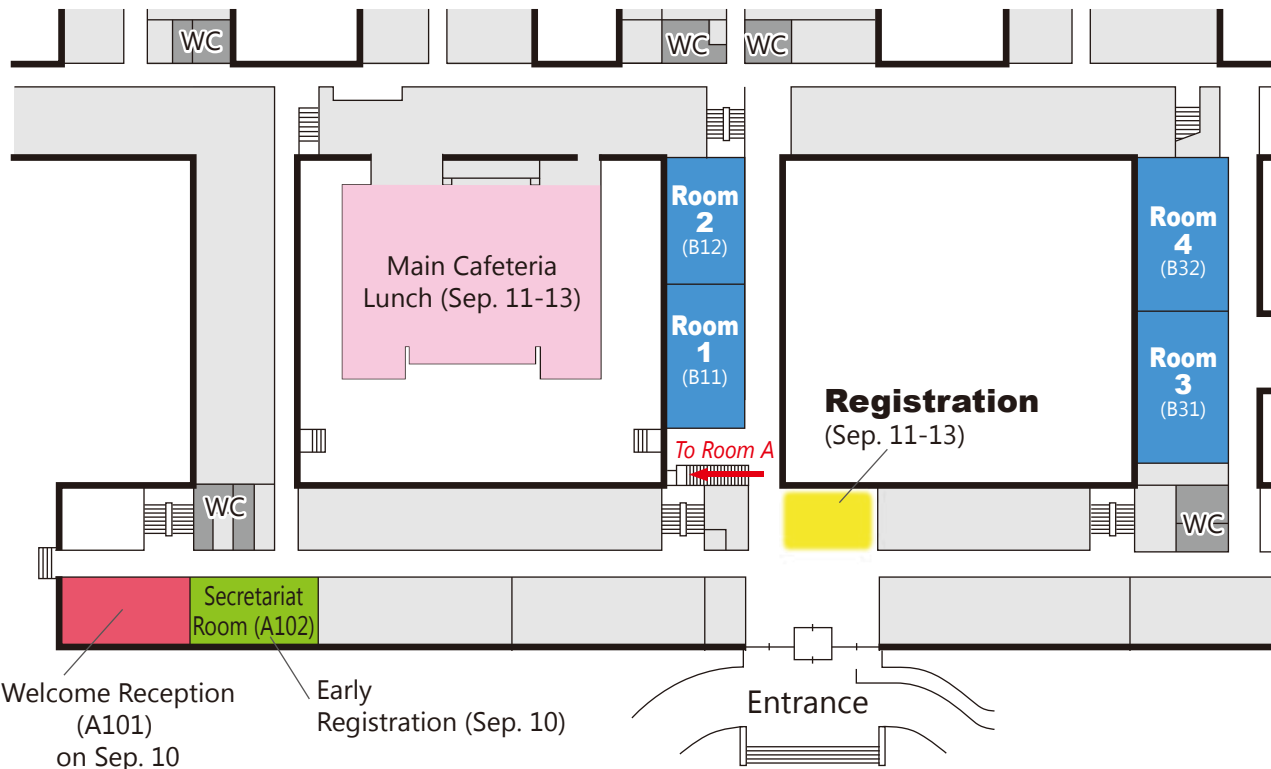 WC
WC
WC
Room
2
(B12)
Room
4
(B32)
Main Cafeteria
Lunch (Sep. 11-13)
Room
1
(B11)
Room
3
(B31)
Registration
(Sep. 11-13)
To Room A
WC
WC
Secretariat
Room (A102)
Welcome Reception
(A101)
on Sep. 10
Early
Registration (Sep. 10)
Entrance